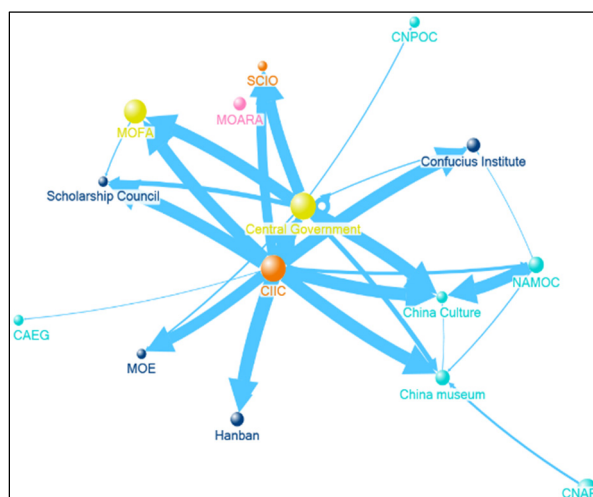 CNPOC
SCIO
MOARA
MOFA
Confucius Institute
Scholarship Council
Central Government
CIIC
NAMOC
China Culture
CAEG
MOE
China museum
Hanban